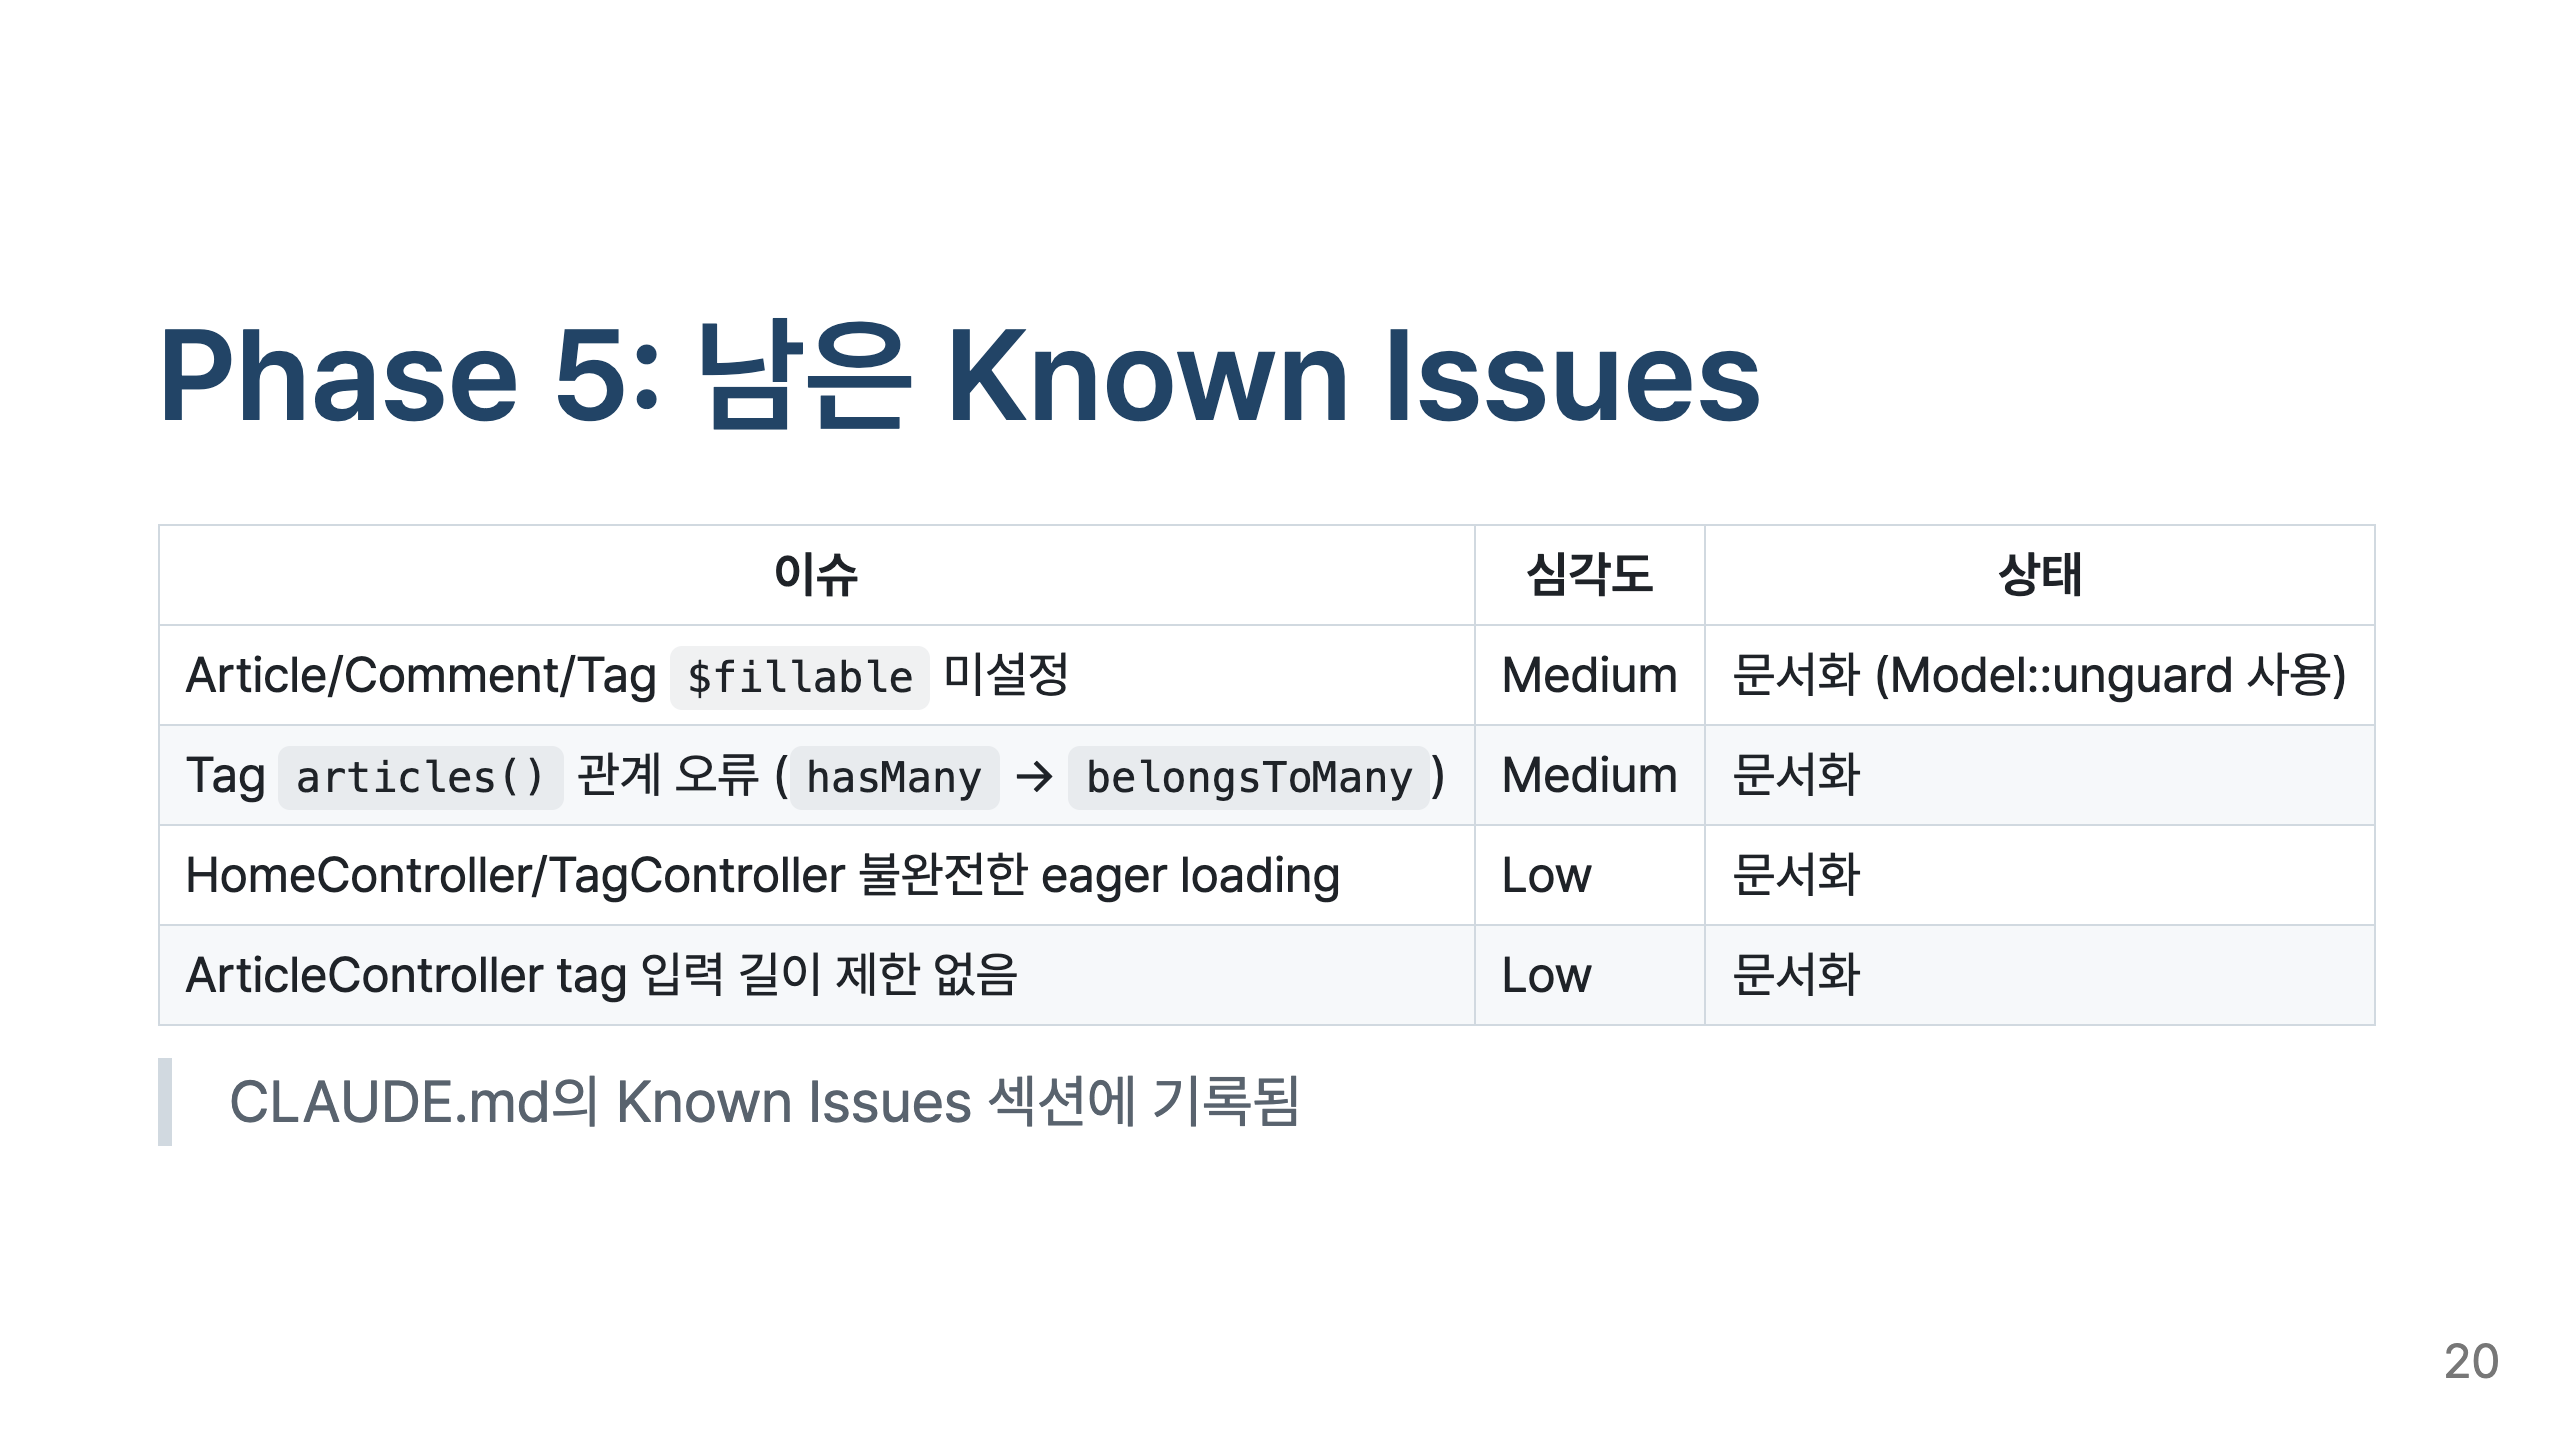 Phase 5: 남은 Known Issues
이슈 심각도 상태
Article/Comment/Tag $fillable 미설정 Medium 문서화 (Model::unguard 사용)
Tag articles() 관계 오류 (hasMany → belongsToMany) Medium 문서화
HomeController/TagController 불완전한 eager loading Low 문서화
ArticleController tag 입력 길이 제한 없음 Low 문서화
CLAUDE.md의 Known Issues 섹션에 기록됨
20